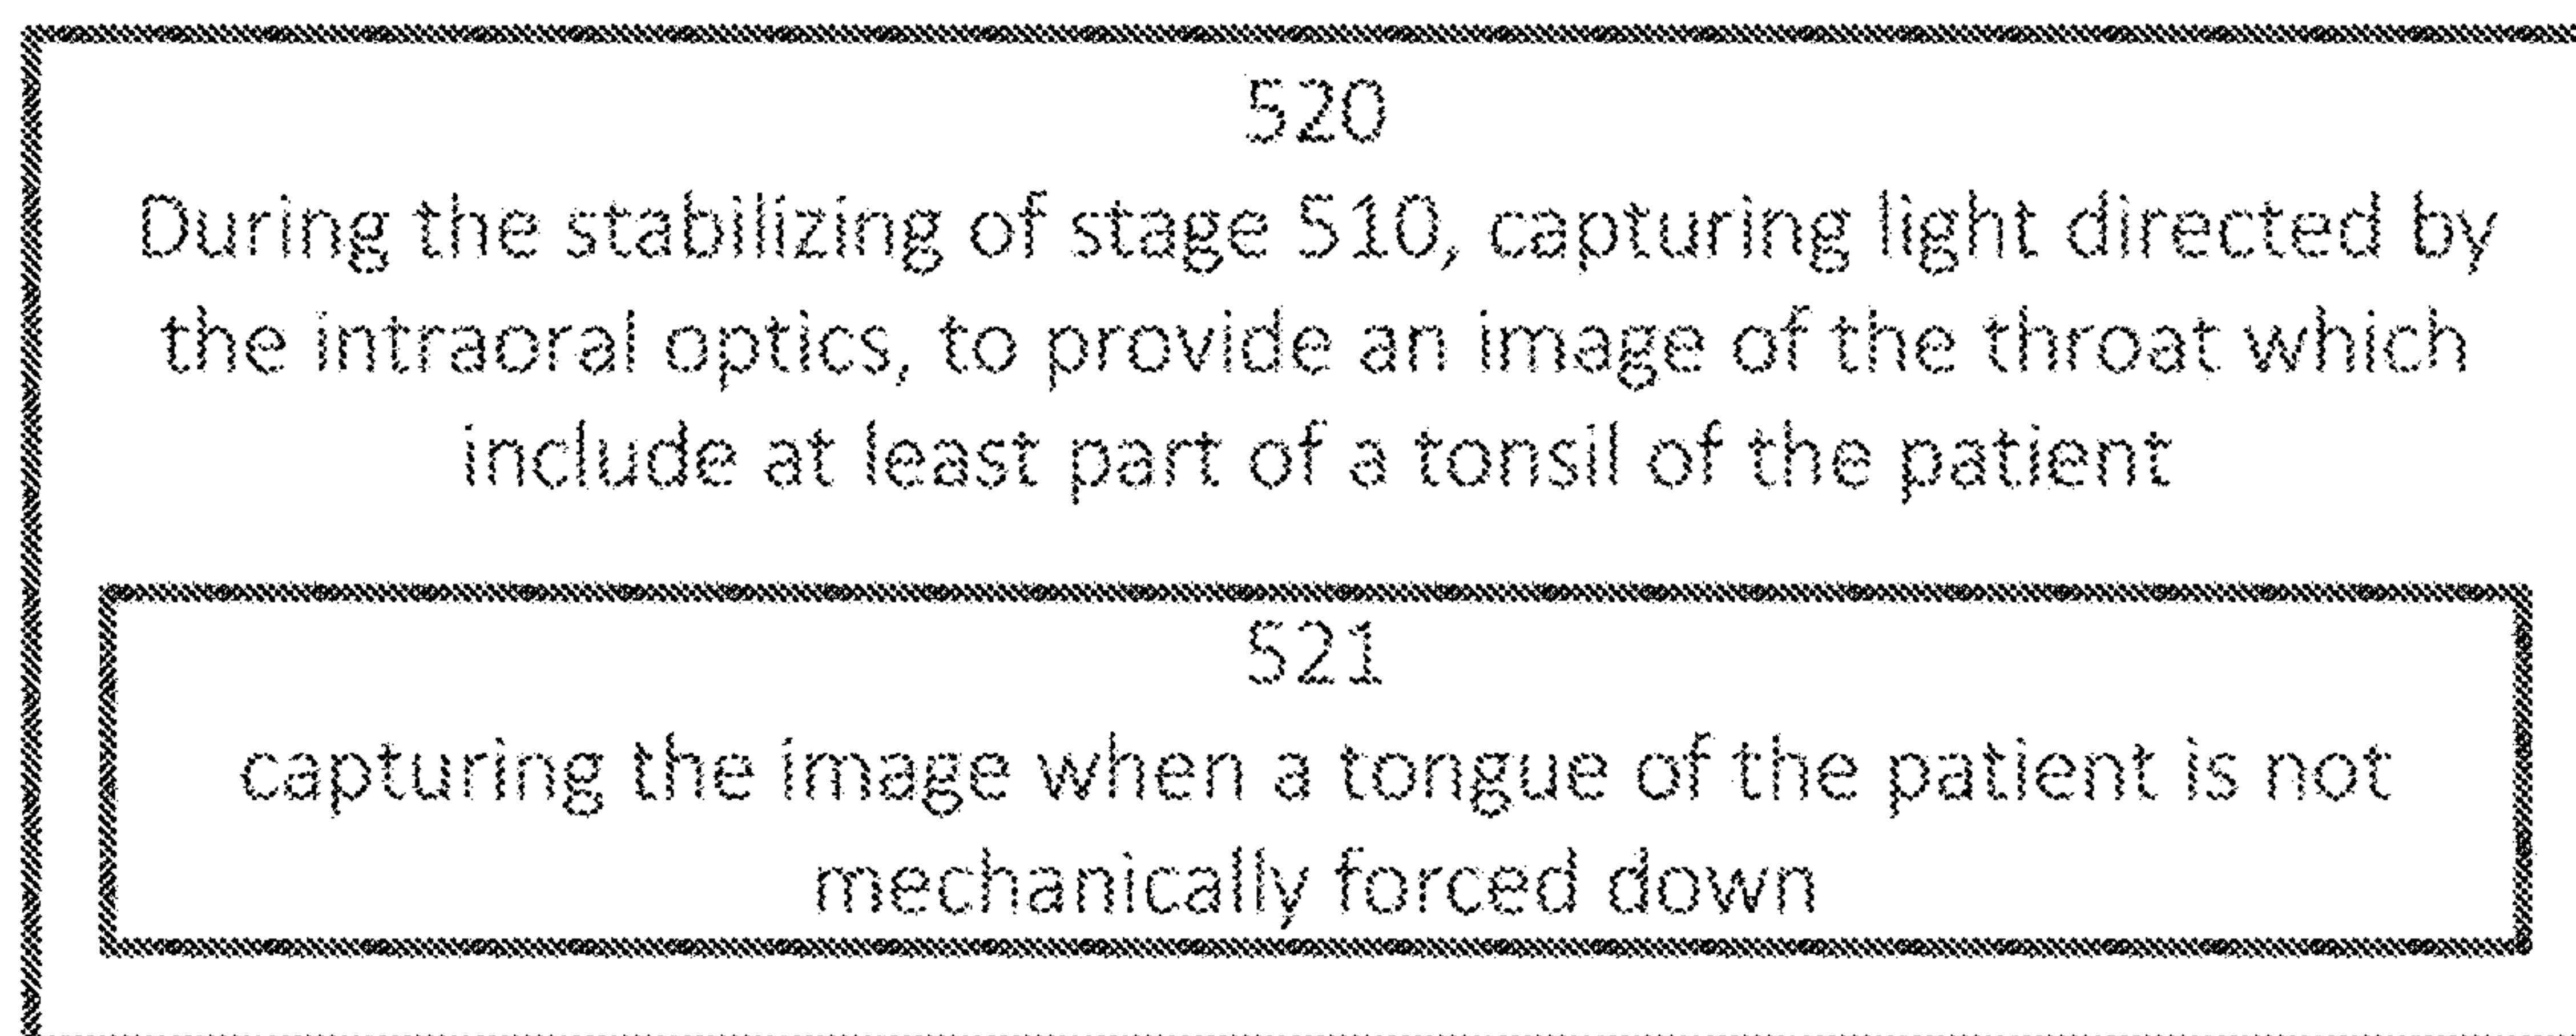 520
During the stabilizing of stage 510, capturing light directed by
the intraoral optics, to provide an image of the throat which
include at least part of a tonsil of the patient
521
capturing the image when a tongue of the patient is not
mechanically forced down